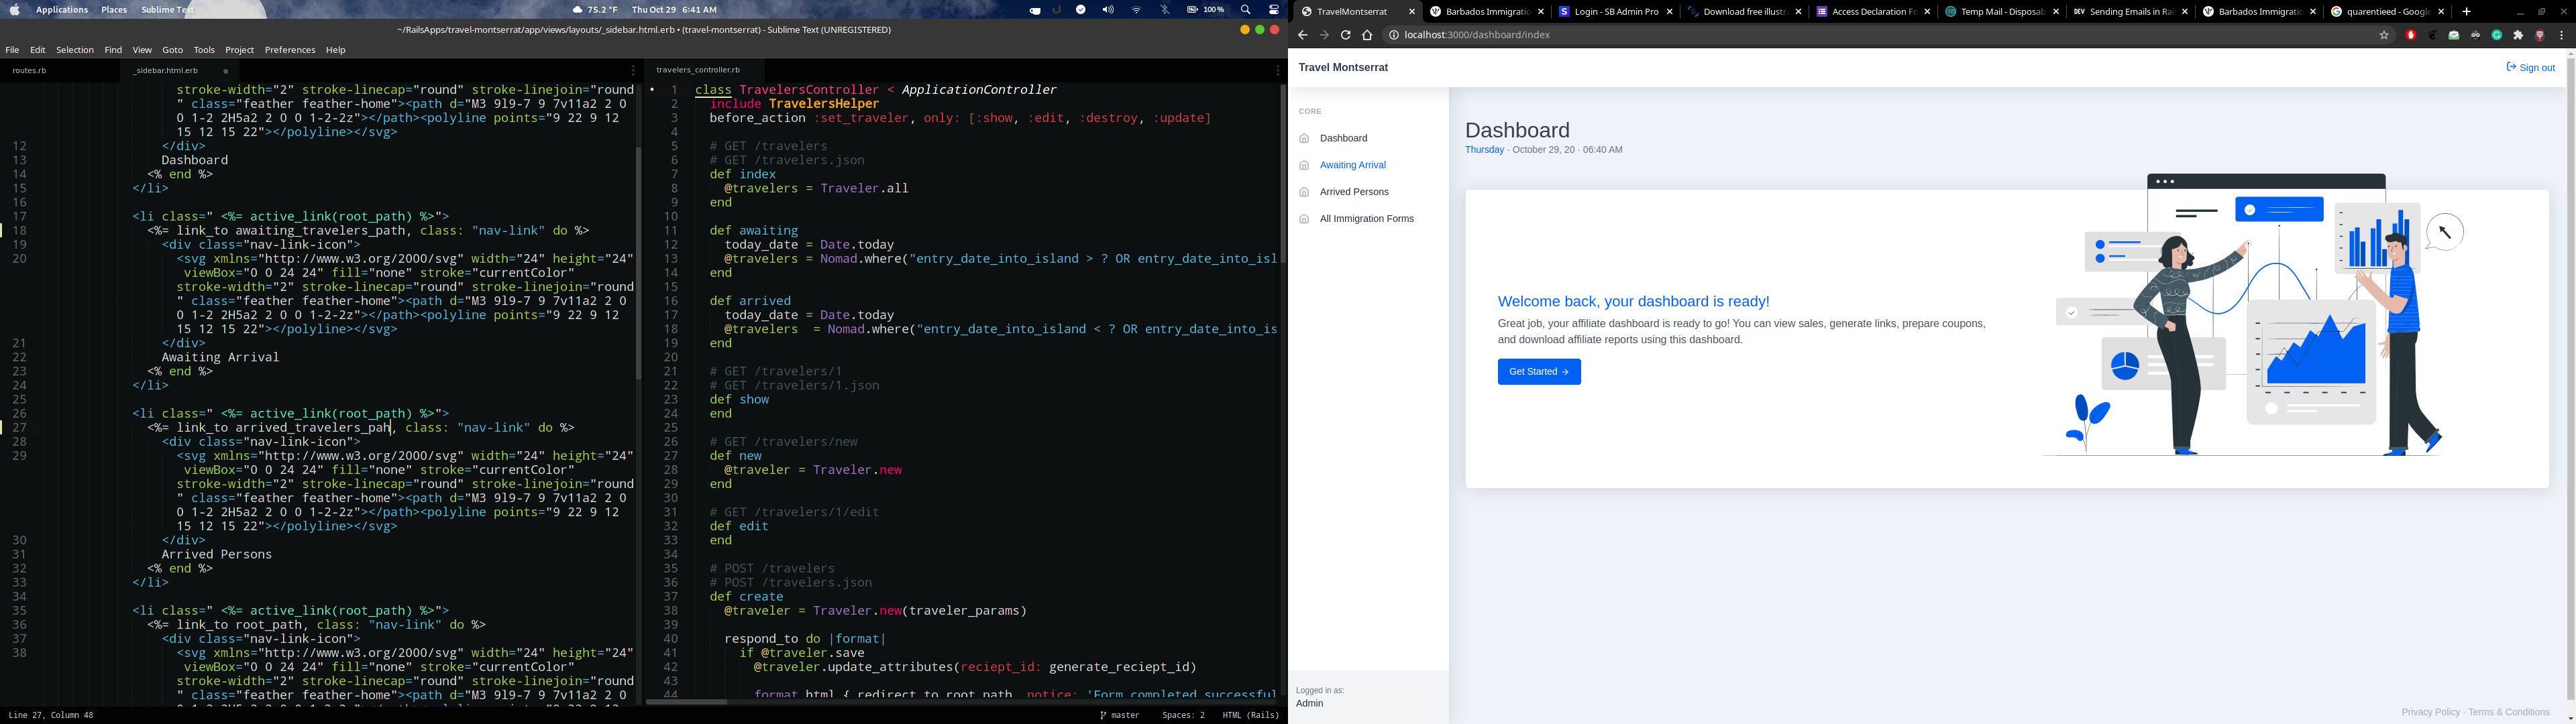 Applications Places Sublime Text 75.2 °F Thu Oct 29 6:41 AM 100 %
~/RailsApps/travel-montserrat/app/views/layouts/_sidebar.html.erb • (travel-montserrat) - Sublime Text (UNREGISTERED)
File Edit Selection Find View Goto Tools Project Preferences Help
routes.rb _sidebar.html.erb
stroke-width="2" stroke-linecap="round" stroke-linejoin="round
" class="feather feather-home"><path d="M3 9l9-7 9 7v11a2 2 0
0 1-2 2H5a2 2 0 0 1-2-2z"></path><polyline points="9 22 9 12
15 12 15 22"></polyline></svg>
12 </div>
13 Dashboard
14 <% end %>
15 </li>
16
17 <li class=" <%= active_link(root_path) %>">
18 <%= link_to awaiting_travelers_path, class: "nav-link" do %>
19 <div class="nav-link-icon">
20 <svg xmlns="http://www.w3.org/2000/svg" width="24" height="24"
viewBox="0 0 24 24" fill="none" stroke="currentColor"
stroke-width="2" stroke-linecap="round" stroke-linejoin="round
" class="feather feather-home"><path d="M3 9l9-7 9 7v11a2 2 0
0 1-2 2H5a2 2 0 0 1-2-2z"></path><polyline points="9 22 9 12
15 12 15 22"></polyline></svg>
21 </div>
22 Awaiting Arrival
23 <% end %>
24 </li>
25
26 <li class=" <%= active_link(root_path) %>">
27 <%= link_to arrived_travelers_pah, class: "nav-link" do %>
28 <div class="nav-link-icon">
29 <svg xmlns="http://www.w3.org/2000/svg" width="24" height="24"
viewBox="0 0 24 24" fill="none" stroke="currentColor"
stroke-width="2" stroke-linecap="round" stroke-linejoin="round
" class="feather feather-home"><path d="M3 9l9-7 9 7v11a2 2 0
0 1-2 2H5a2 2 0 0 1-2-2z"></path><polyline points="9 22 9 12
15 12 15 22"></polyline></svg>
30 </div>
31 Arrived Persons
32 <% end %>
33 </li>
34
35 <li class=" <%= active_link(root_path) %>">
36 <%= link_to root_path, class: "nav-link" do %>
37 <div class="nav-link-icon">
38 <svg xmlns="http://www.w3.org/2000/svg" width="24" height="24"
viewBox="0 0 24 24" fill="none" stroke="currentColor"
stroke-width="2" stroke-linecap="round" stroke-linejoin="round
" class="feather feather-home"><path d="M3 9l9-7 9 7v11a2 2 0
travelers_controller.rb
1 class TravelersController < ApplicationController
2 include TravelersHelper
3 before_action :set_traveler, only: [:show, :edit, :destroy, :update]
4
5 # GET /travelers
6 # GET /travelers.json
7 def index
8 @travelers = Traveler.all
9 end
10
11 def awaiting
12 today_date = Date.today
13 @travelers = Nomad.where("entry_date_into_island > ? OR entry_date_into_isl
14 end
15
16 def arrived
17 today_date = Date.today
18 @travelers = Nomad.where("entry_date_into_island < ? OR entry_date_into_is
19 end
20
21 # GET /travelers/1
22 # GET /travelers/1.json
23 def show
24 end
25
26 # GET /travelers/new
27 def new
28 @traveler = Traveler.new
29 end
30
31 # GET /travelers/1/edit
32 def edit
33 end
34
35 # POST /travelers
36 # POST /travelers.json
37 def create
38 @traveler = Traveler.new(traveler_params)
39
40 respond_to do |format|
41 if @traveler.save
42 @traveler.update_attributes(reciept_id: generate_reciept_id)
43
44 format.html { redirect_to root_path, notice: 'Form completed successful
Line 27, Column 48 master Spaces: 2 HTML (Rails)
TravelMontserrat Barbados Immigratio Login - SB Admin Pro Download free illustra Access Declaration Fo Temp Mail - Disposab Sending Emails in Rai Barbados Immigratio quarentieed - Google
localhost:3000/dashboard/index
Travel Montserrat
Sign out
CORE
Dashboard
Awaiting Arrival
Arrived Persons
All Immigration Forms
Dashboard
Thursday · October 29, 20 · 06:40 AM
Welcome back, your dashboard is ready!
Great job, your affiliate dashboard is ready to go! You can view sales, generate links, prepare coupons,
and download affiliate reports using this dashboard.
Get Started →
Logged in as:
Admin
Privacy Policy · Terms & Conditions